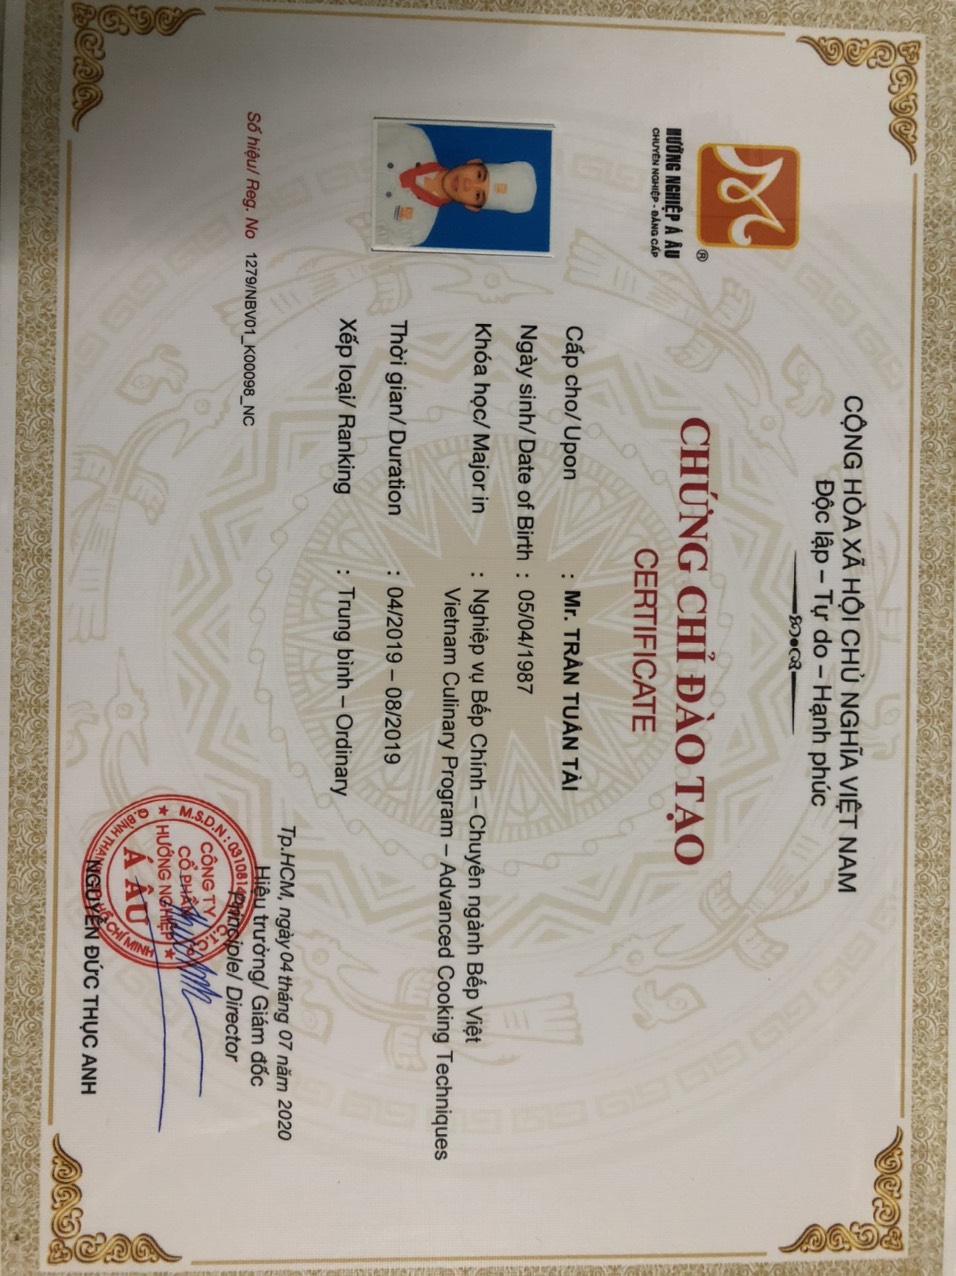 CỘNG HÒA XÃ HỘI CHỦ NGHĨA VIỆT NAM
Độc lập – Tự do – Hạnh phúc
HƯỚNG NGHIỆP Á ÂU ®
CHUYÊN NGHIỆP - ĐẲNG CẤP
CHỨNG CHỈ ĐÀO TẠO
CERTIFICATE
Cấp cho/ Upon : Mr. TRẦN TUẤN TÀI
Ngày sinh/ Date of Birth : 05/04/1987
Khóa học/ Major in : Nghiệp vụ Bếp Chính – Chuyên ngành Bếp Việt
Vietnam Culinary Program – Advanced Cooking Techniques
Thời gian/ Duration : 04/2019 – 08/2019
Xếp loại/ Ranking : Trung bình – Ordinary
Số hiệu/ Reg. No 1279/NBV01_K00098_NC
Tp.HCM, ngày 04 tháng 07 năm 2020
Hiệu trưởng/ Giám đốc
Principle/ Director
CÔNG TY
CỔ PHẦN
HƯỚNG NGHIỆP
Á ÂU
NGUYỄN ĐỨC THỤC ANH